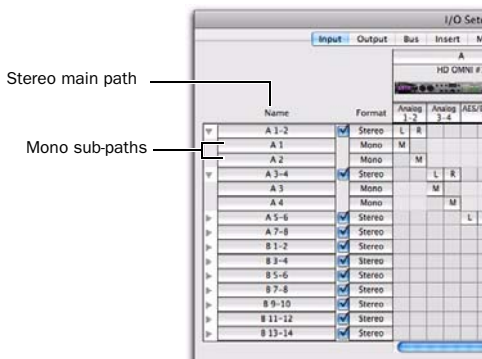 I/O Set
Input Output Bus Insert M
A
HD OMNI #
Stereo main path
Name Format Analog 1-2 Analog 3-4 AES/E
A 1-2 Stereo L R
Mono sub-paths
A 1 Mono M
A 2 Mono M
A 3-4 Stereo L R
A 3 Mono M
A 4 Mono M
A 5-6 Stereo L
A 7-8 Stereo
B 1-2 Stereo
B 3-4 Stereo
B 5-6 Stereo
B 7-8 Stereo
B 9-10 Stereo
B 11-12 Stereo
B 13-14 Stereo